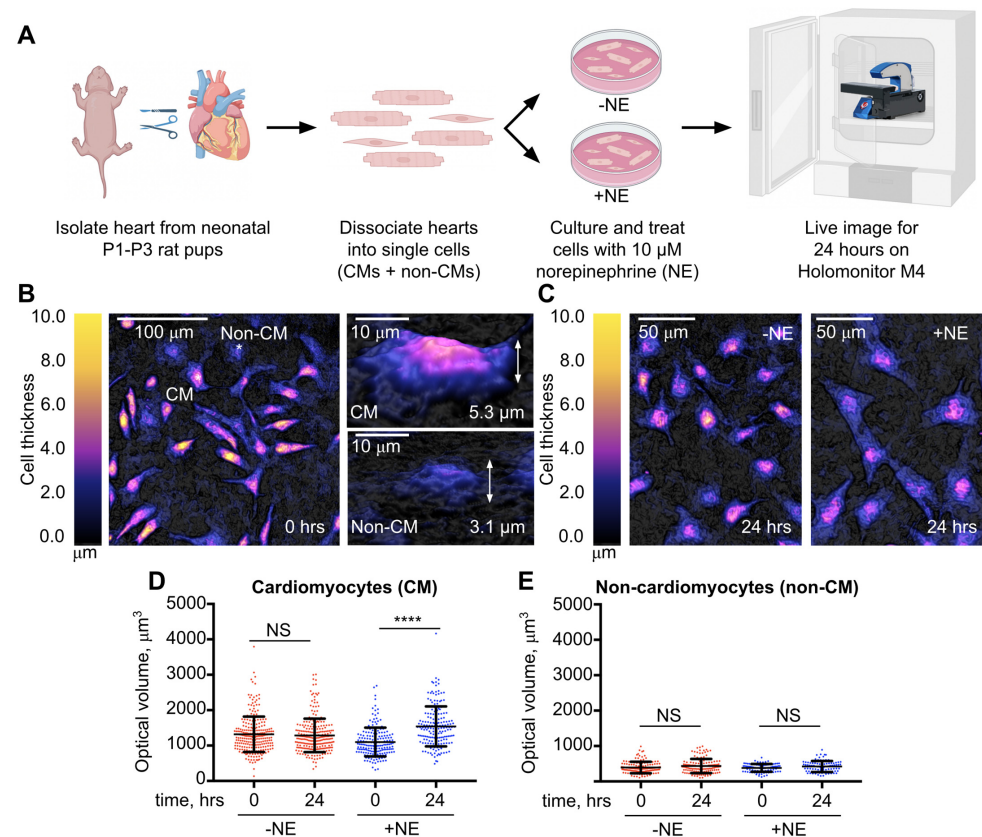 A
-NE
+NE
Isolate heart from neonatal
P1-P3 rat pups
Dissociate hearts
into single cells
(CMs + non-CMs)
Culture and treat
cells with 10 μM
norepinephrine (NE)
Live image for
24 hours on
Holomonitor M4
B
10.0
8.0
6.0
4.0
2.0
0.0
μm
Cell thickness
100 μm
Non-CM
*
CM
0 hrs
10 μm
CM
5.3 μm
10 μm
Non-CM
3.1 μm
C
10.0
8.0
6.0
4.0
2.0
0.0
μm
Cell thickness
50 μm
-NE
24 hrs
50 μm
+NE
24 hrs
D
Cardiomyocytes (CM)
Optical volume, μm³
5000
4000
3000
2000
1000
0
NS
****
time, hrs
0
24
0
24
-NE
+NE
E
Non-cardiomyocytes (non-CM)
Optical volume, μm³
5000
4000
3000
2000
1000
0
NS
NS
time, hrs
0
24
0
24
-NE
+NE